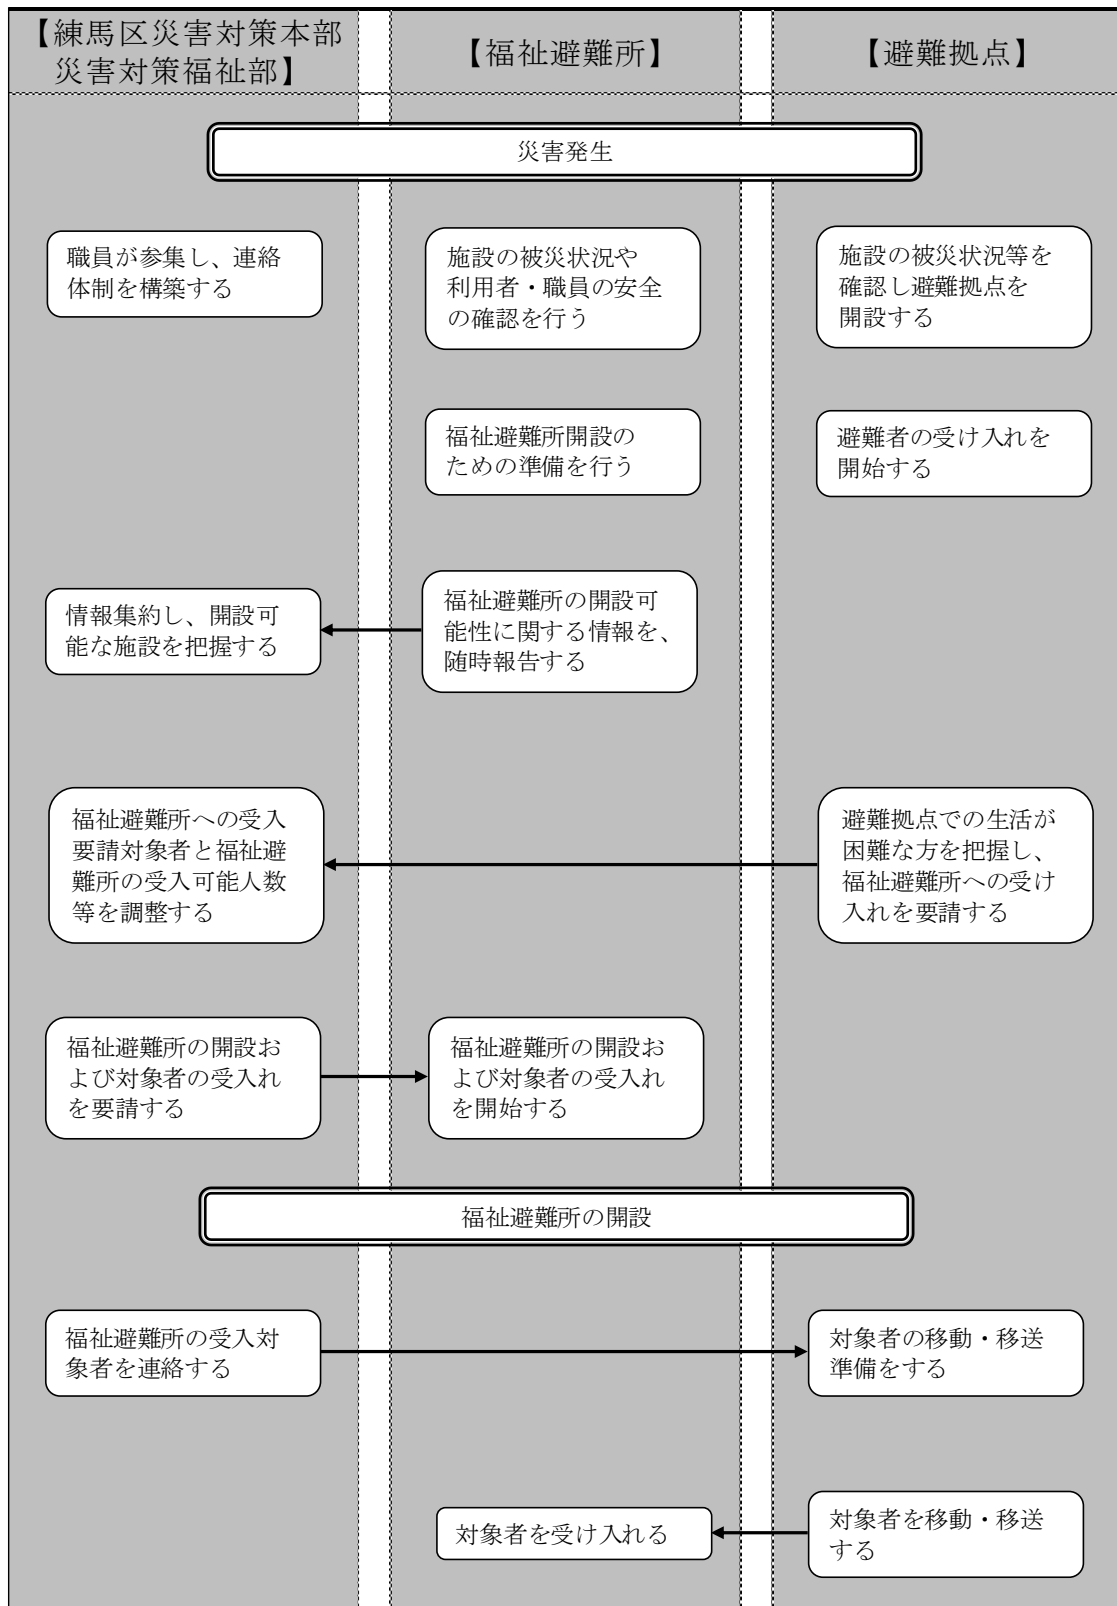 【練馬区災害対策本部
災害対策福祉部】
【福祉避難所】
【避難拠点】
災害発生
職員が参集し、連絡
体制を構築する
施設の被災状況や
利用者・職員の安全
の確認を行う
施設の被災状況等を
確認し避難拠点を
開設する
福祉避難所開設の
ための準備を行う
避難者の受け入れを
開始する
情報集約し、開設可
能な施設を把握する
福祉避難所の開設可
能性に関する情報を、
随時報告する
福祉避難所への受入
要請対象者と福祉避
難所の受入可能人数
等を調整する
避難拠点での生活が
困難な方を把握し、
福祉避難所への受け
入れを要請する
福祉避難所の開設お
よび対象者の受入れ
を要請する
福祉避難所の開設お
よび対象者の受入れ
を開始する
福祉避難所の開設
福祉避難所の受入対
象者を連絡する
対象者の移動・移送
準備をする
対象者を受け入れる
対象者を移動・移送
する